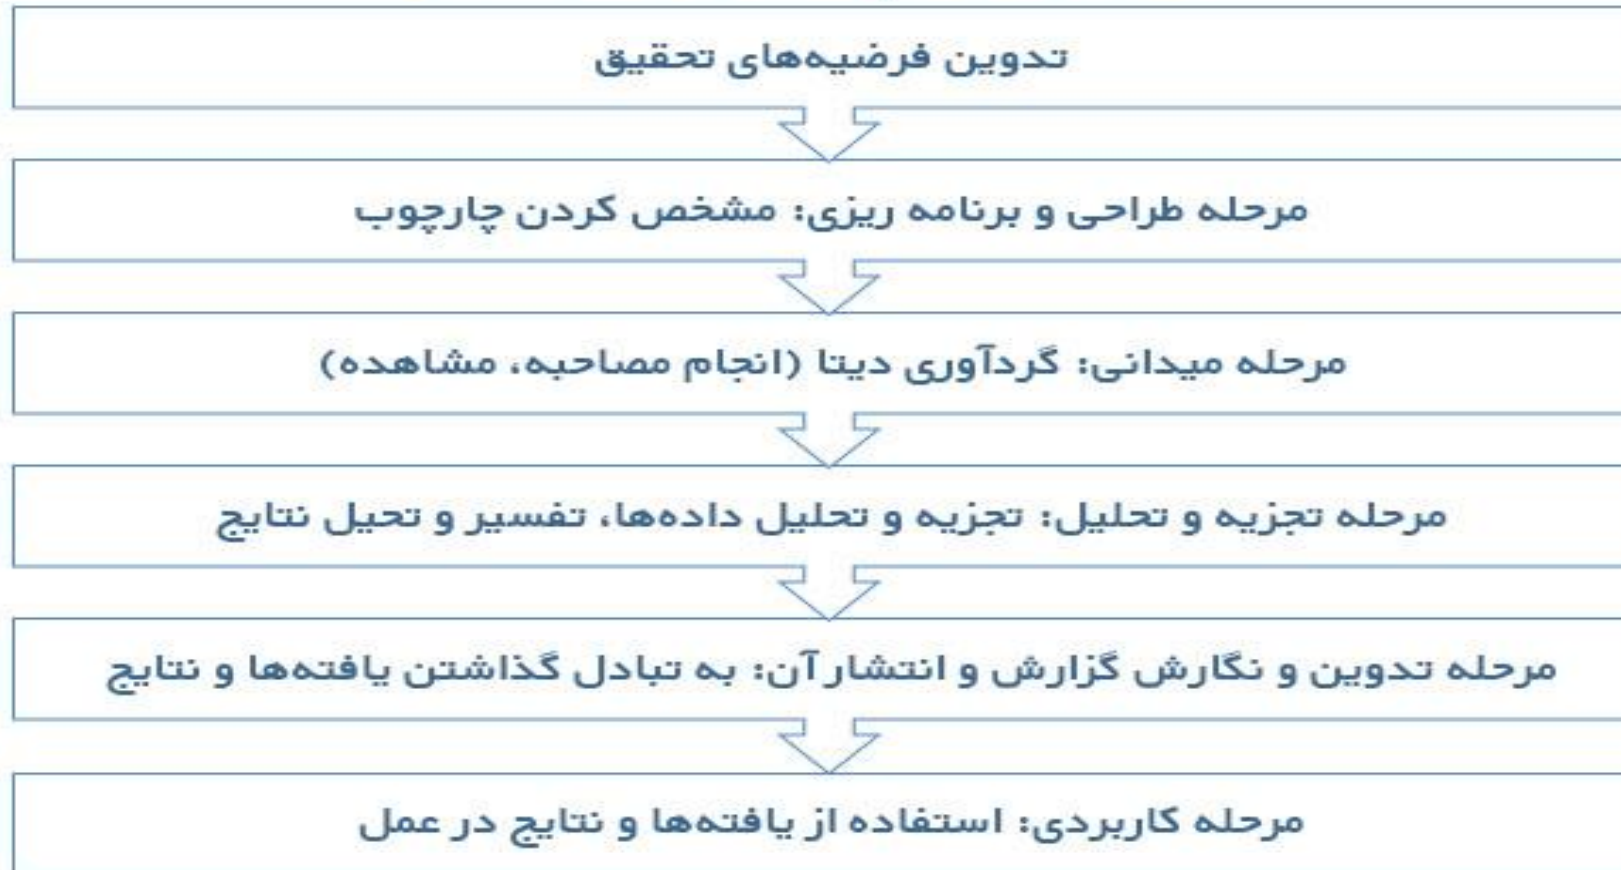 تدوین فرضیه‌های تحقیق
مرحله طراحی و برنامه ریزی: مشخص کردن چارچوب
مرحله میدانی: گردآوری دیتا (انجام مصاحبه، مشاهده)
مرحله تجزیه و تحلیل: تجزیه و تحلیل داده‌ها، تفسیر و تحیل نتایج
مرحله تدوین و نگارش گزارش و انتشار آن: به تبادل گذاشتن یافته‌ها و نتایج
مرحله کاربردی: استفاده از یافته‌ها و نتایج در عمل